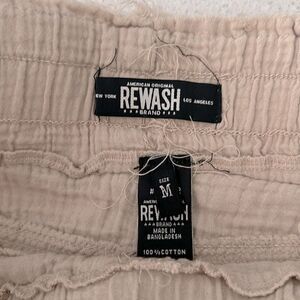 AMERICAN ORIGINAL
NEW YORK REWASH LOS ANGELES
BRAND
SIZE
M
REWASH
BRAND
MADE IN
BANGLADESH
100% COTTON